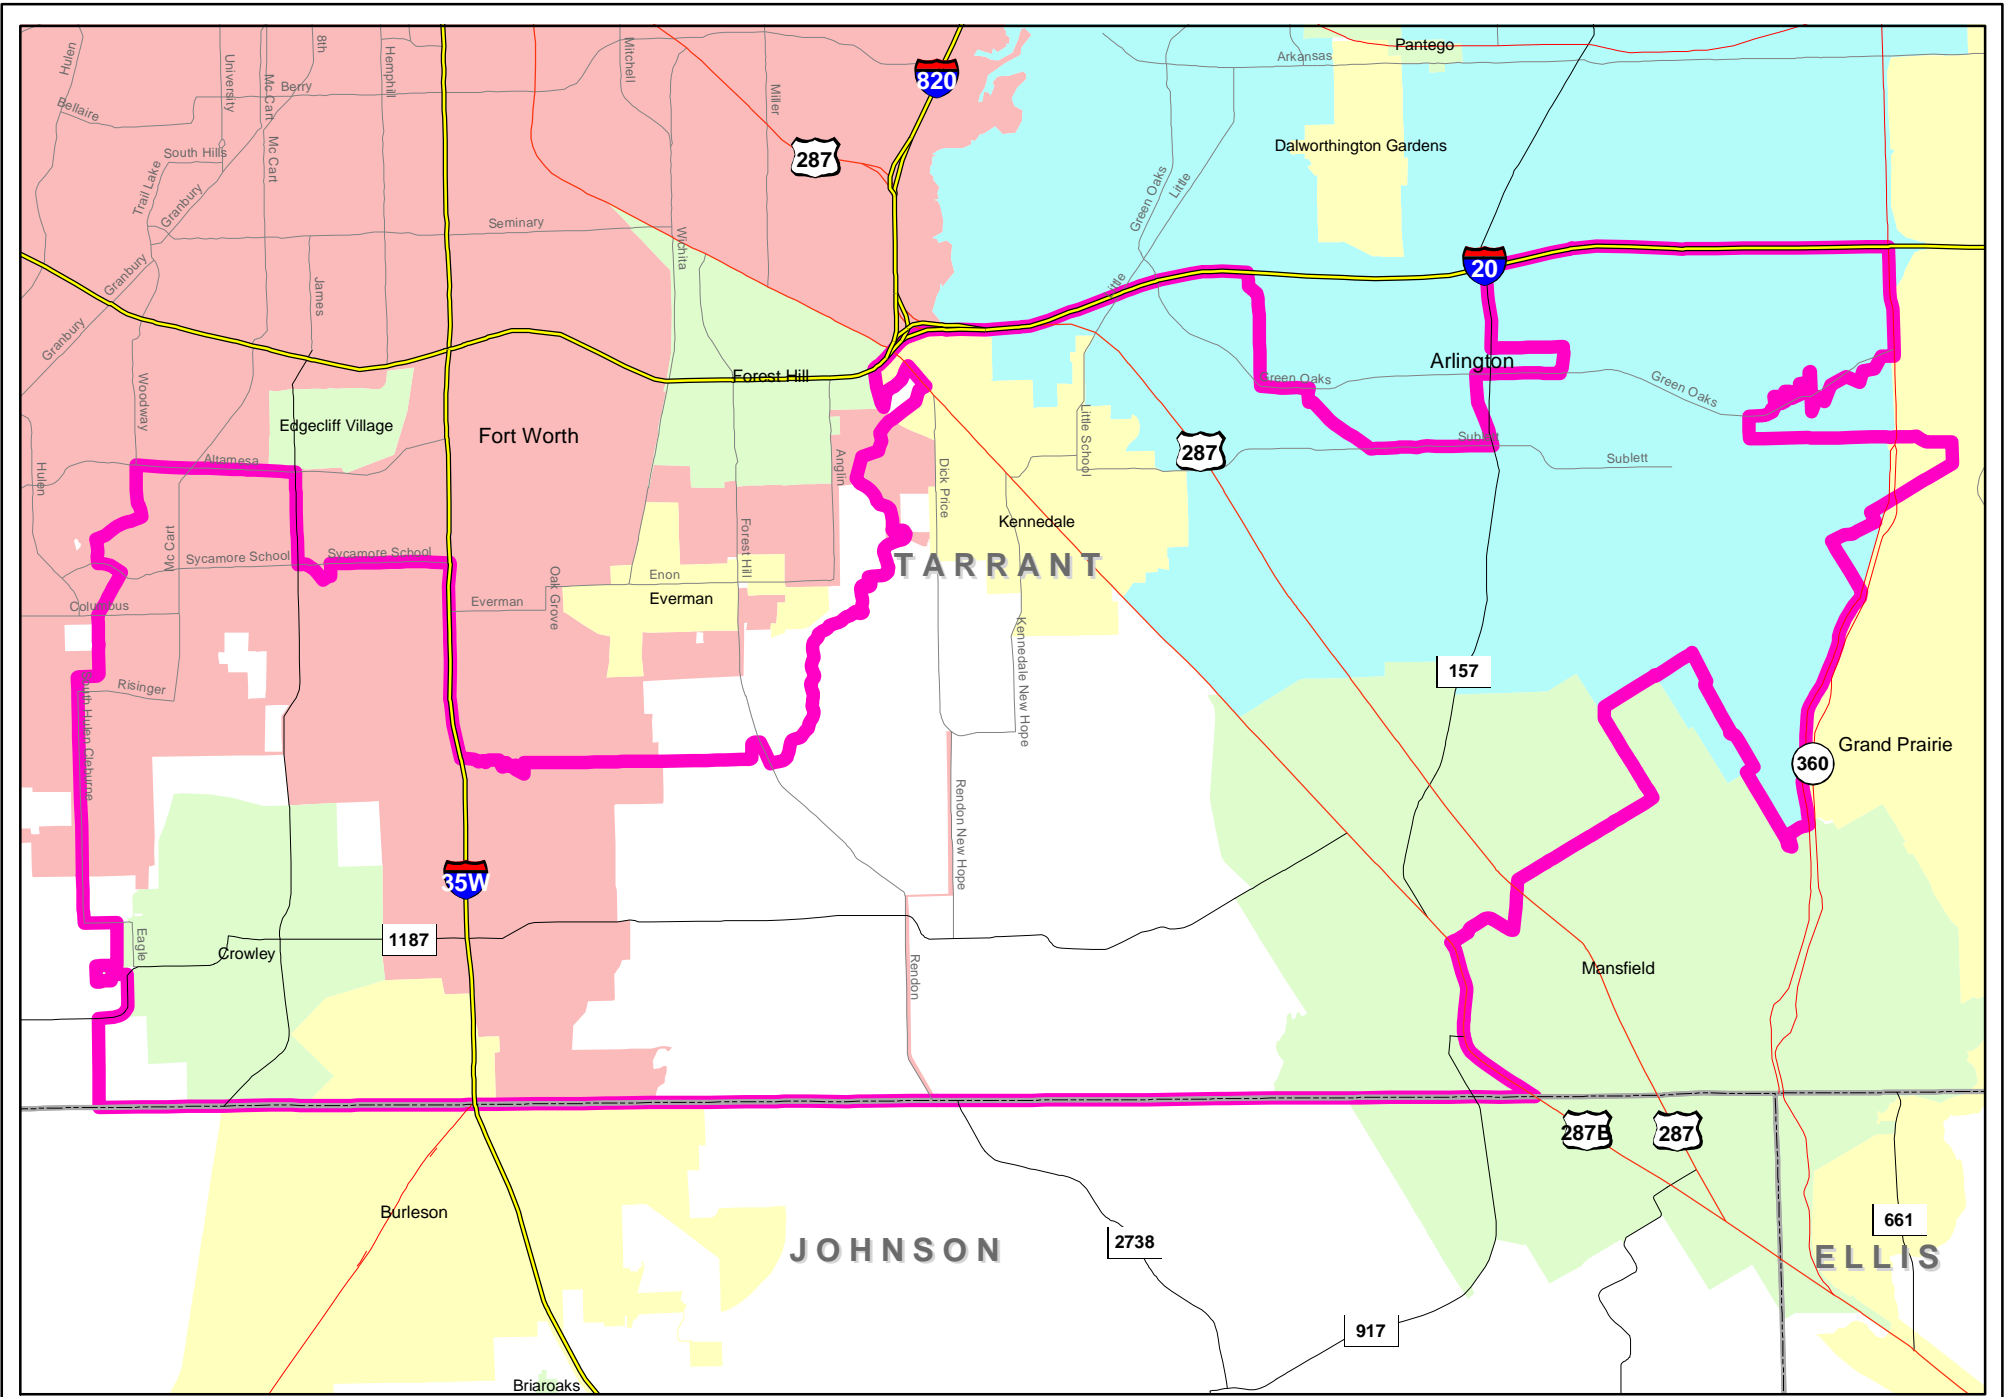 Hulen
Bellaire
University
Mc Cart
Mc Cart
8th
Berry
Hemphill
Mitchell
Miller
820
287
Arkansas
Pantego
Dalworthington Gardens
South Hills
Trail Lake
Granbury
Seminary
Wichita
Green Oaks
Little
Granbury
James
Granbury
20
Woodway
Forest Hill
Green Oaks
Arlington
Green Oaks
Edgecliff Village
Fort Worth
Little School
287
Sublett
Sublett
Altamesa
Hulen
Anglin
Dick Price
Kennedale
Mc Cart
Sycamore School
Sycamore School
Forest Hill
TARRANT
Oak Grove
Enon
Everman
Everman
Columbus
Kennedale New Hope
157
Risinger
South Hulen Cleburne
Grand Prairie
360
Rendon New Hope
35W
Eagle
Crowley
1187
Rendon
Mansfield
287B
287
Burleson
JOHNSON
2738
661
ELLIS
917
Briaroaks